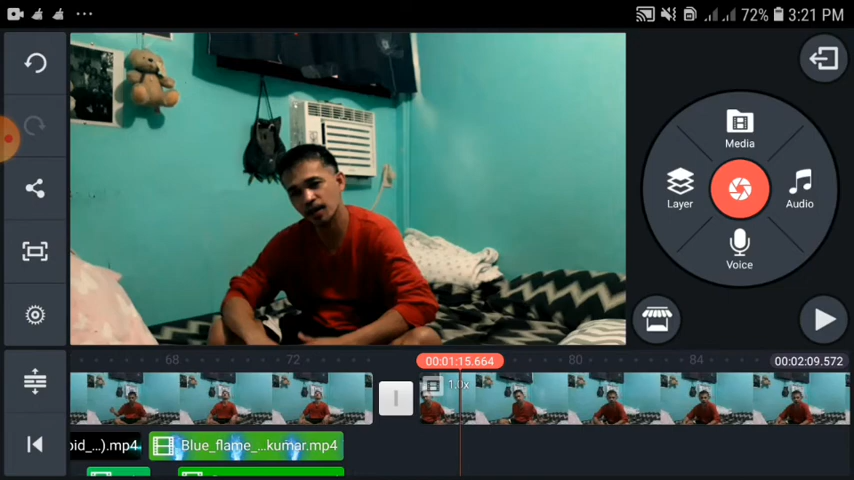 72% 3:21 PM
Media
Layer
Audio
Voice
68 72 00:01:15.664 80 84 00:02:09.572
1.0x
pid_...).mp4 Blue_flame_...kumar.mp4